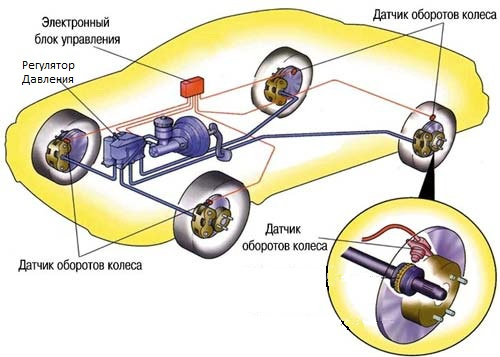 Датчик оборотов колеса
Электронный
блок управления
Регулятор
Давления
Датчик
оборотов колеса
Датчик оборотов колеса